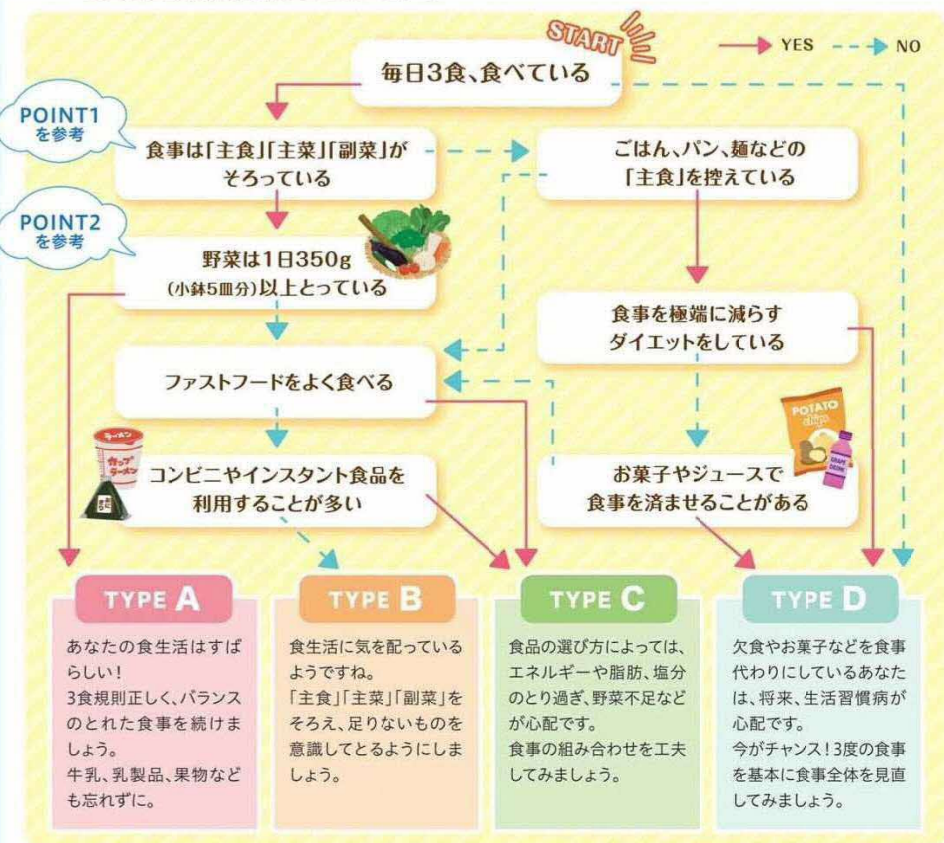 START
YES
NO
毎日3食、食べている
POINT1
を参考
食事は「主食」「主菜」「副菜」が
そろっている
ごはん、パン、麺などの
「主食」を控えている
POINT2
を参考
野菜は1日350g
(小鉢5皿分)以上とっている
食事を極端に減らす
ダイエットをしている
ファストフードをよく食べる
POTATO
chips
GRAPE
DRINK
ラーメン
カップ
ラーメン
おに
ぎり
コンビニやインスタント食品を
利用することが多い
お菓子やジュースで
食事を済ませることがある
TYPE A
あなたの食生活はすば
らしい!
3食規則正しく、バランス
のとれた食事を続けま
しょう。
牛乳、乳製品、果物など
も忘れずに。
TYPE B
食生活に気を配っている
ようですね。
「主食」「主菜」「副菜」を
そろえ、足りないものを
意識してとるようにしま
しょう。
TYPE C
食品の選び方によっては、
エネルギーや脂肪、塩分
のとり過ぎ、野菜不足など
が心配です。
食事の組み合わせを工夫
してみましょう。
TYPE D
欠食やお菓子などを食事
代わりにしているあなた
は、将来、生活習慣病が
心配です。
今がチャンス!3度の食事
を基本に食事全体を見直
してみましょう。